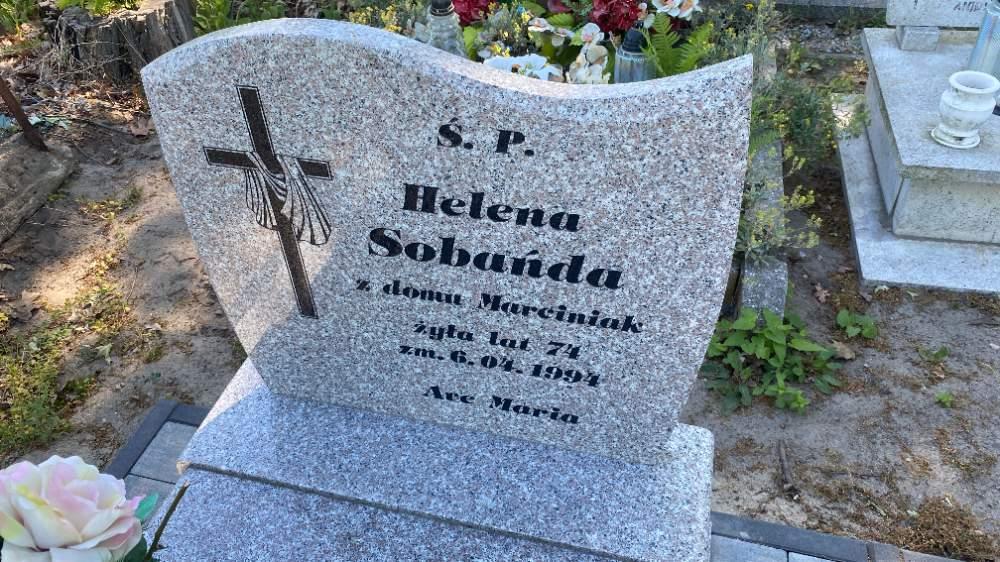 Ś. P.
Helena
Sobańda
z domu Marciniak
żyła lat 74
zm. 6.04.1994
Ave Maria